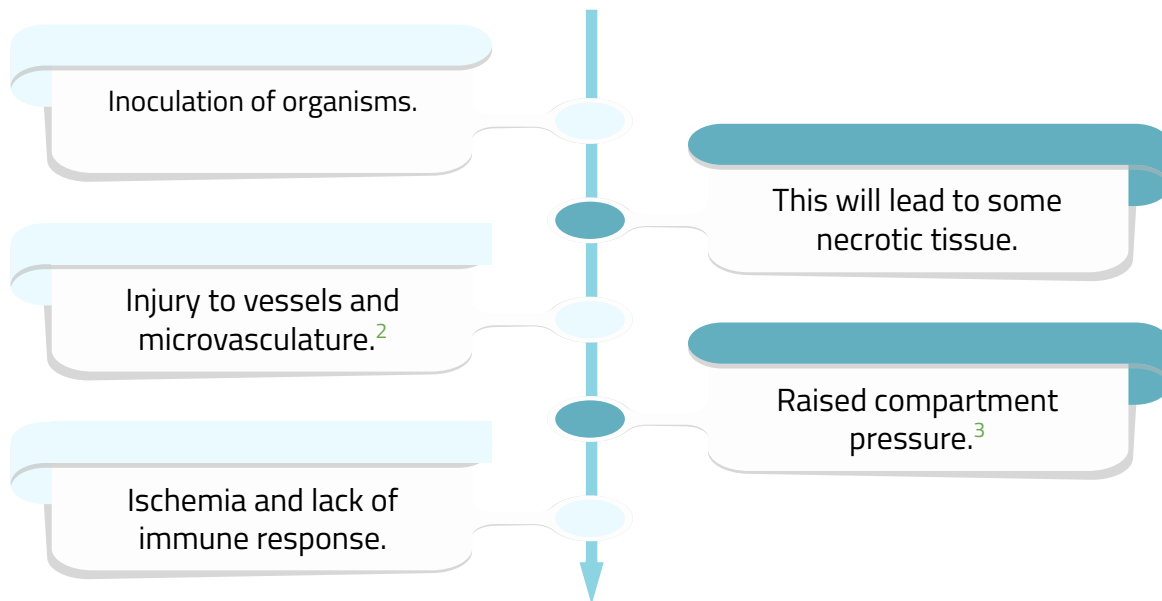 Inoculation of organisms.
This will lead to some
necrotic tissue.
Injury to vessels and
microvasculature.2
Raised compartment
pressure.3
Ischemia and lack of
immune response.